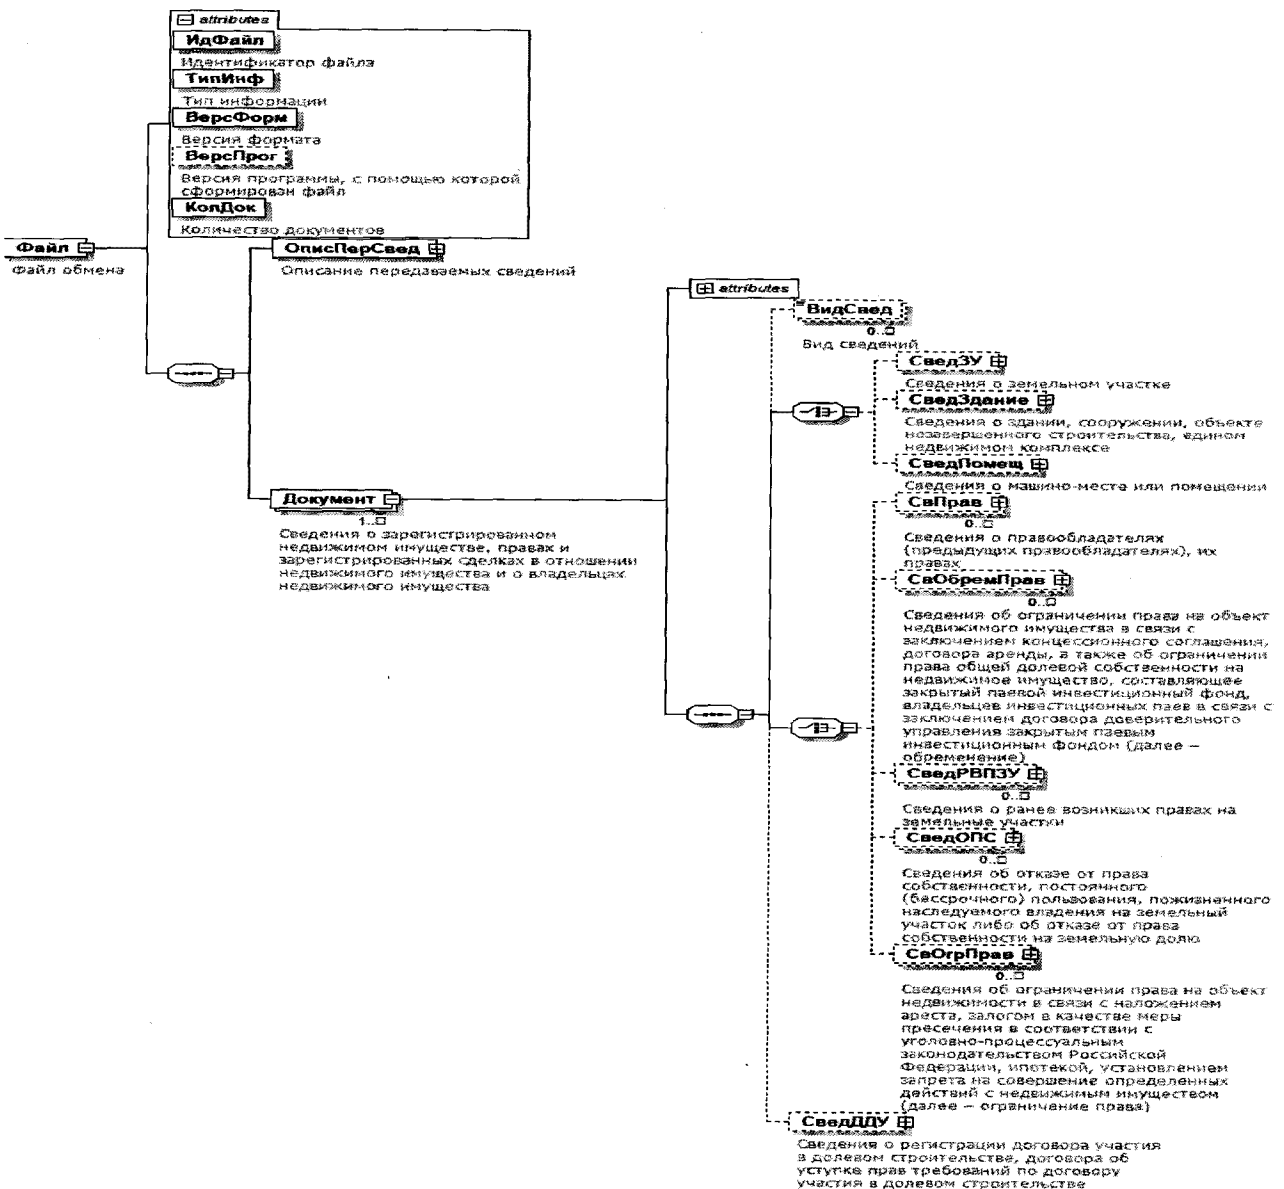 attributes
ИдФайл
Идентификатор файла
ТипИнф
Тип информации
ВерсФорм
Версия формата
ВерсПрог
Версия программы, с помощью которой
сформирован файл
КолДок
Количество документов
Файл
Файл обмена
ОписПерСвед
Описание передаваемых сведений
Документ
1..
Сведения о зарегистрированном
недвижимом имуществе, правах и
зарегистрированных сделках в отношении
недвижимого имущества и о владельцах
недвижимого имущества
attributes
ВидСвед
0..
Вид сведений
СведЗУ
Сведения о земельном участке
СведЗдание
Сведения о здании, сооружении, объекте
незавершенного строительства, едином
недвижимом комплексе
СведПомещ
Сведения о машино-месте или помещении
СвПрав
0..
Сведения о правообладателях
(предыдущих правообладателях), их
правах
СвОбремПрав
0..
Сведения об ограничении права на объект
недвижимого имущества в связи с
заключением концессионного соглашения,
договора аренды, а также об ограничении
права общей долевой собственности на
недвижимое имущество, составляющее
закрытый паевой инвестиционный фонд,
владельцев инвестиционных паев в связи с
заключением договора доверительного
управления закрытым паевым
инвестиционным фондом (далее –
обременение)
СведРВПЗУ
0..
Сведения о ранее возникших правах на
земельные участки
СведОПС
0..
Сведения об отказе от права
собственности, постоянного
(бессрочного) пользования, пожизненного
наследуемого владения на земельный
участок либо об отказе от права
собственности на земельную долю
СвОгрПрав
0..
Сведения об ограничении права на объект
недвижимости в связи с наложением
ареста, залогом в качестве меры
пресечения в соответствии с
уголовно-процессуальным
законодательством Российской
Федерации, ипотекой, установлением
запрета на совершение определенных
действий с недвижимым имуществом
(далее – ограничение права)
СведДДУ
Сведения о регистрации договора участия
в долевом строительстве, договора об
уступке прав требований по договору
участия в долевом строительстве